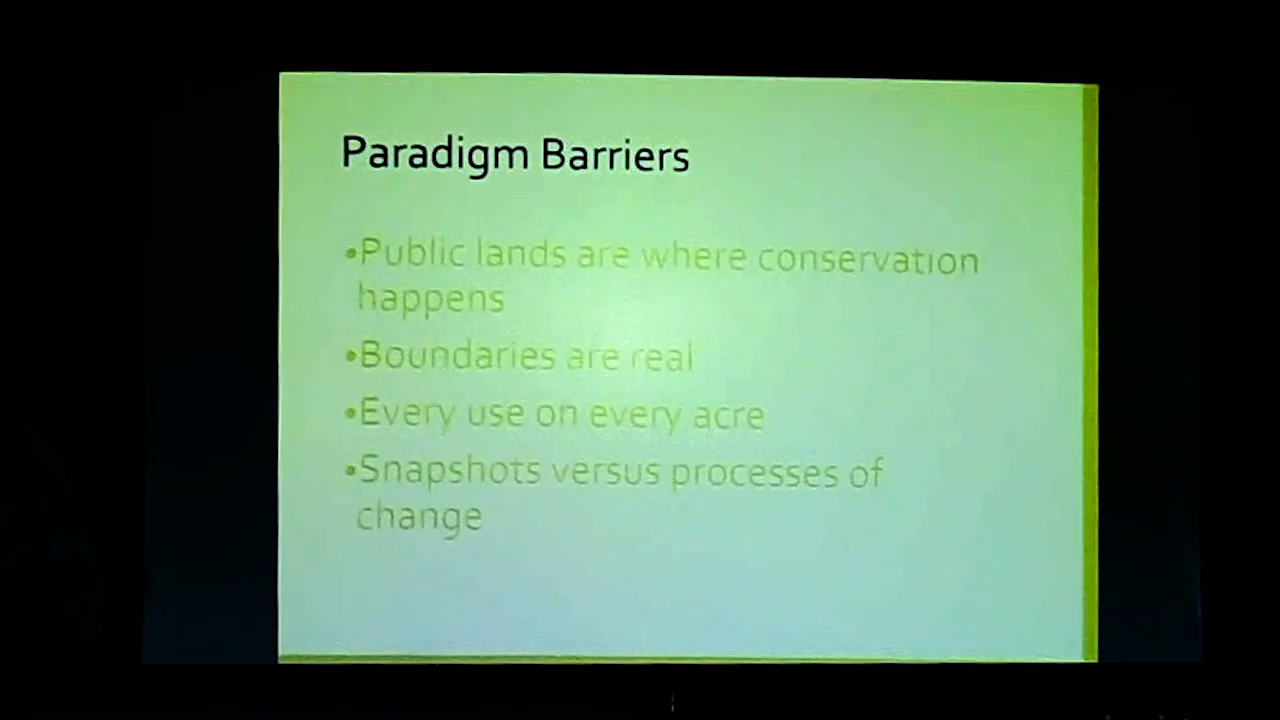 Paradigm Barriers
•Public lands are where conservation
happens
•Boundaries are real
•Every use on every acre
•Snapshots versus processes of
change